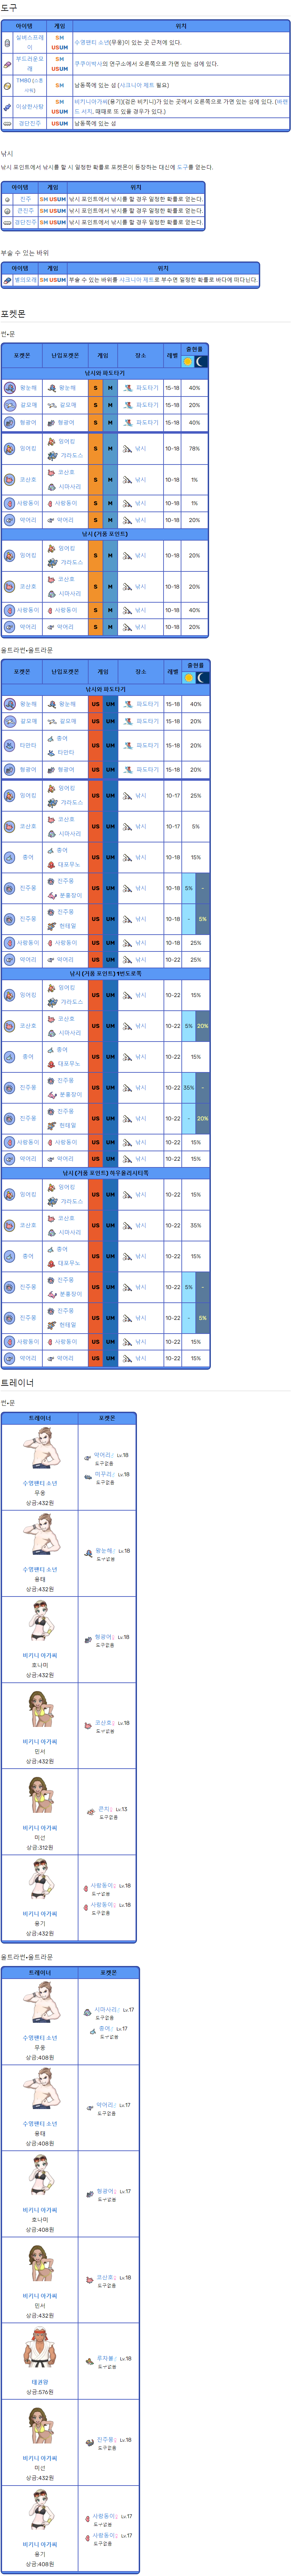 도구
아이템 게임 위치
실버스프레이 SM USUM 수영팬티 소년(무웅)이 있는 곳 근처에 있다.
부드러운모래 SM USUM 쿠쿠이박사의 연구소에서 오른쪽으로 가면 있는 섬에 있다.
TM80 (스톤샤워) SM 남동쪽에 있는 섬 (샤크니아 제트 필요)
이상한사탕 SM USUM 비키니아가씨(용기)(검은 비키니)가 있는 곳에서 오른쪽으로 가면 있는 섬에 있다.
경단진주 USUM 남동쪽에 있는 섬
낚시
낚시 포인트에서 낚시를 할 시 일정한 확률로 포켓몬이 등장하는 대신에 도구를 얻는다.
아이템 게임 위치
진주 SM USUM 낚시 포인트에서 낚시를 할 경우 일정한 확률로 얻는다.
큰진주 SM USUM 낚시 포인트에서 낚시를 할 경우 일정한 확률로 얻는다.
경단진주 SM USUM 낚시 포인트에서 낚시를 할 경우 일정한 확률로 얻는다.
부술 수 있는 바위
아이템 게임 위치
별의모래 SM USUM 부술 수 있는 바위를 샤크니아 제트로 부수면 일정한 확률로 바다에 떠다닌다.
포켓몬
썬•문
포켓몬 난입포켓몬 게임 장소 레벨 출현률
낚시와 파도타기
왕눈해 왕눈해 S M 파도타기 15-18 40%
갈모매 갈모매 S M 파도타기 15-18 20%
형광어 형광어 S M 파도타기 15-18 40%
잉어킹 잉어킹 갸라도스 S M 낚시 10-18 78%
코산호 코산호 시마사리 S M 낚시 10-18 1%
사랑동이 사랑동이 S M 낚시 10-18 1%
약어리 약어리 S M 낚시 10-18 20%
낚시 (거품 포인트)
잉어킹 잉어킹 갸라도스 S M 낚시 10-18 20%
코산호 코산호 시마사리 S M 낚시 10-18 20%
사랑동이 사랑동이 S M 낚시 10-18 40%
약어리 약어리 S M 낚시 10-18 20%
울트라썬•울트라문
포켓몬 난입포켓몬 게임 장소 레벨 출현률
낚시와 파도타기
왕눈해 왕눈해 US UM 파도타기 15-18 40%
갈모매 갈모매 US UM 파도타기 15-18 20%
타만타 총어 타만타 US UM 파도타기 15-18 20%
형광어 형광어 US UM 파도타기 15-18 20%
잉어킹 잉어킹 갸라도스 US UM 낚시 10-17 25%
코산호 코산호 시마사리 US UM 낚시 10-17 5%
총어 총어 대포무노 US UM 낚시 10-18 15%
진주몽 진주몽 분홍장이 US UM 낚시 10-18 5% -
진주몽 진주몽 헌테일 US UM 낚시 10-18 - 5%
사랑동이 사랑동이 US UM 낚시 10-18 25%
약어리 약어리 US UM 낚시 10-22 25%
낚시 (거품 포인트) 1번도로쪽
잉어킹 잉어킹 갸라도스 US UM 낚시 10-22 15%
코산호 코산호 시마사리 US UM 낚시 10-22 5% 20%
총어 총어 대포무노 US UM 낚시 10-22 15%
진주몽 진주몽 분홍장이 US UM 낚시 10-22 35% -
진주몽 진주몽 헌테일 US UM 낚시 10-22 - 20%
사랑동이 사랑동이 US UM 낚시 10-22 15%
약어리 약어리 US UM 낚시 10-22 15%
낚시 (거품 포인트) 하우올리시티쪽
잉어킹 잉어킹 갸라도스 US UM 낚시 10-22 15%
코산호 코산호 시마사리 US UM 낚시 10-22 35%
총어 총어 대포무노 US UM 낚시 10-22 15%
진주몽 진주몽 분홍장이 US UM 낚시 10-22 5% -
진주몽 진주몽 헌테일 US UM 낚시 10-22 - 5%
사랑동이 사랑동이 US UM 낚시 10-22 15%
약어리 약어리 US UM 낚시 10-22 15%
트레이너
썬•문
트레이너 포켓몬
약어리♂ Lv.18
도구없음
미꾸리♂ Lv.18
도구없음
수영팬티 소년
무웅
상금:432원
왕눈해♂ Lv.18
도구없음
수영팬티 소년
용태
상금:432원
형광어♀ Lv.18
도구없음
비키니 아가씨
호나미
상금:432원
코산호♀ Lv.18
도구없음
비키니 아가씨
민서
상금:432원
콘치♀ Lv.13
도구없음
비키니 아가씨
미선
상금:312원
사랑동이♀ Lv.18
도구없음
사랑동이♀ Lv.18
도구없음
비키니 아가씨
용기
상금:432원
울트라썬•울트라문
트레이너 포켓몬
시마사리♂ Lv.17
도구없음
총어♂ Lv.17
도구없음
수영팬티 소년
무웅
상금:408원
약어리♂ Lv.17
도구없음
수영팬티 소년
용태
상금:408원
형광어♀ Lv.17
도구없음
비키니 아가씨
호나미
상금:408원
코산호♀ Lv.18
도구없음
비키니 아가씨
민서
상금:432원
루차불♂ Lv.18
도구없음
태권왕
상금:576원
진주몽♀ Lv.18
도구없음
비키니 아가씨
미선
상금:432원
사랑동이♀ Lv.17
도구없음
사랑동이♀ Lv.17
도구없음
비키니 아가씨
용기
상금:408원